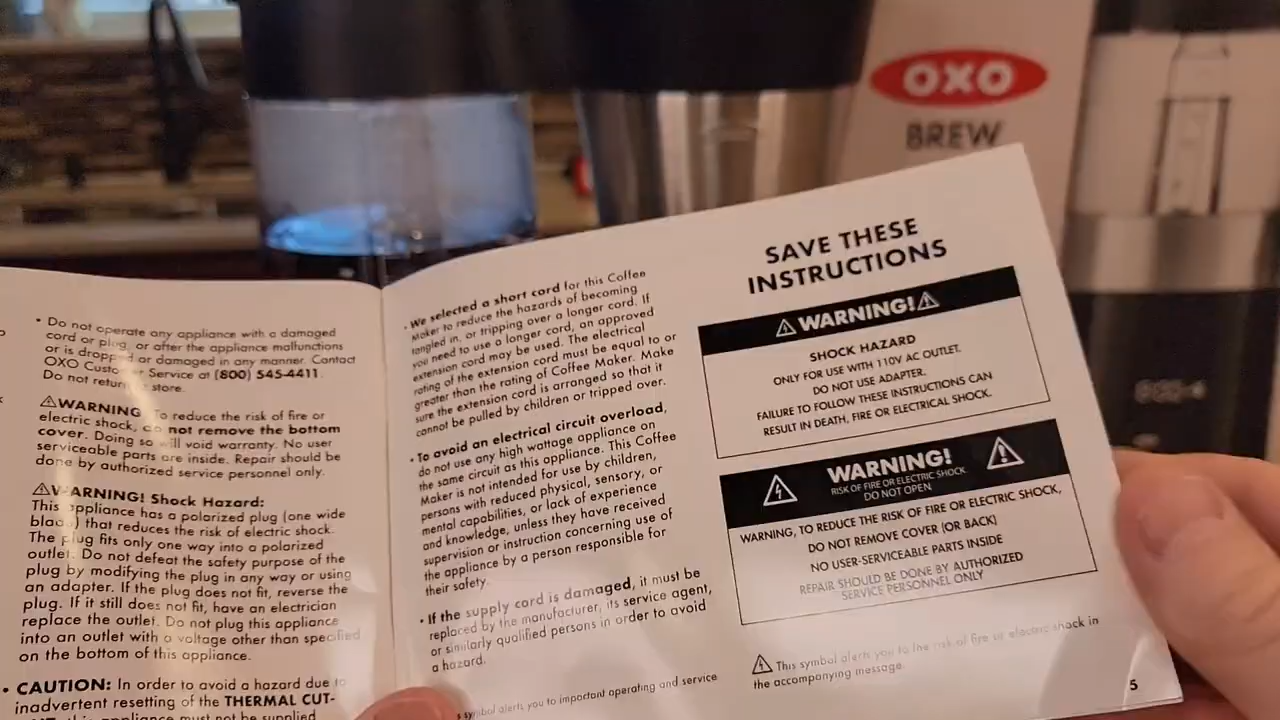 OXO
BREW
• Do not operate any appliance with a damaged
cord or plug, or after the appliance malfunctions
or is dropped or damaged in any manner. Contact
OXO Customer Service at (800) 545-4411.
Do not return to store.
⚠WARNING To reduce the risk of fire or
electric shock, do not remove the bottom
cover. Doing so will void warranty. No user
serviceable parts are inside. Repair should be
done by authorized service personnel only.
⚠WARNING! Shock Hazard:
This appliance has a polarized plug (one wide
blade) that reduces the risk of electric shock.
The plug fits only one way into a polarized
outlet. Do not defeat the safety purpose of the
plug by modifying the plug in any way or using
an adapter. If the plug does not fit, reverse the
plug. If it still does not fit, have an electrician
replace the outlet. Do not plug this appliance
into an outlet with a voltage other than specified
on the bottom of this appliance.
• CAUTION: In order to avoid a hazard due to
inadvertent resetting of the THERMAL CUT-
this appliance must not be supplied
• We selected a short cord for this Coffee
Maker to reduce the hazards of becoming
tangled in, or tripping over a longer cord. If
you need to use a longer cord, an approved
extension cord may be used. The electrical
rating of the extension cord must be equal to or
greater than the rating of Coffee Maker. Make
sure the extension cord is arranged so that it
cannot be pulled by children or tripped over.
• To avoid an electrical circuit overload,
do not use any high wattage appliance on
the same circuit as this appliance. This Coffee
Maker is not intended for use by children,
persons with reduced physical, sensory, or
mental capabilities, or lack of experience
and knowledge, unless they have received
supervision or instruction concerning use of
the appliance by a person responsible for
their safety.
• If the supply cord is damaged, it must be
replaced by the manufacturer, its service agent,
or similarly qualified persons in order to avoid
a hazard.
symbol alerts you to important operating and service
SAVE THESE
INSTRUCTIONS
⚠WARNING!⚠
SHOCK HAZARD
ONLY FOR USE WITH 110V AC OUTLET.
DO NOT USE ADAPTER.
FAILURE TO FOLLOW THESE INSTRUCTIONS CAN
RESULT IN DEATH, FIRE OR ELECTRICAL SHOCK.
WARNING!
RISK OF FIRE OR ELECTRIC SHOCK
DO NOT OPEN
WARNING, TO REDUCE THE RISK OF FIRE OR ELECTRIC SHOCK,
DO NOT REMOVE COVER (OR BACK)
NO USER-SERVICEABLE PARTS INSIDE
REPAIR SHOULD BE DONE BY AUTHORIZED
SERVICE PERSONNEL ONLY
⚠ This symbol alerts you to the risk of fire or electric shock in
the accompanying message.
5